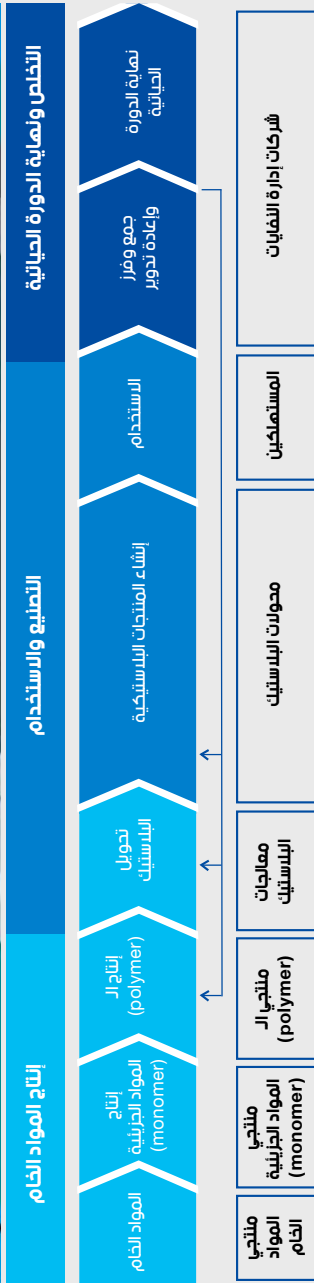 إنتاج المواد الخام
التصنيع والاستخدام
التخلص ونهاية الدورة الحياتية
المواد الخام
إنتاج
المواد الجزيئية
(monomer)
إنتاج الـ
(polymer)
تحويل
البلاستيك
إنشاء المنتجات البلاستيكية
الاستخدام
جمع وفرز
وإعادة تدوير
نهاية الدورة
الحياتية
منتجي
المواد
الخام
منتجي
المواد الجزيئية
(monomer)
منتجي الـ
(polymer)
معالجات
البلاستيك
محولات البلاستيك
المستهلكين
شركات إدارة النفايات